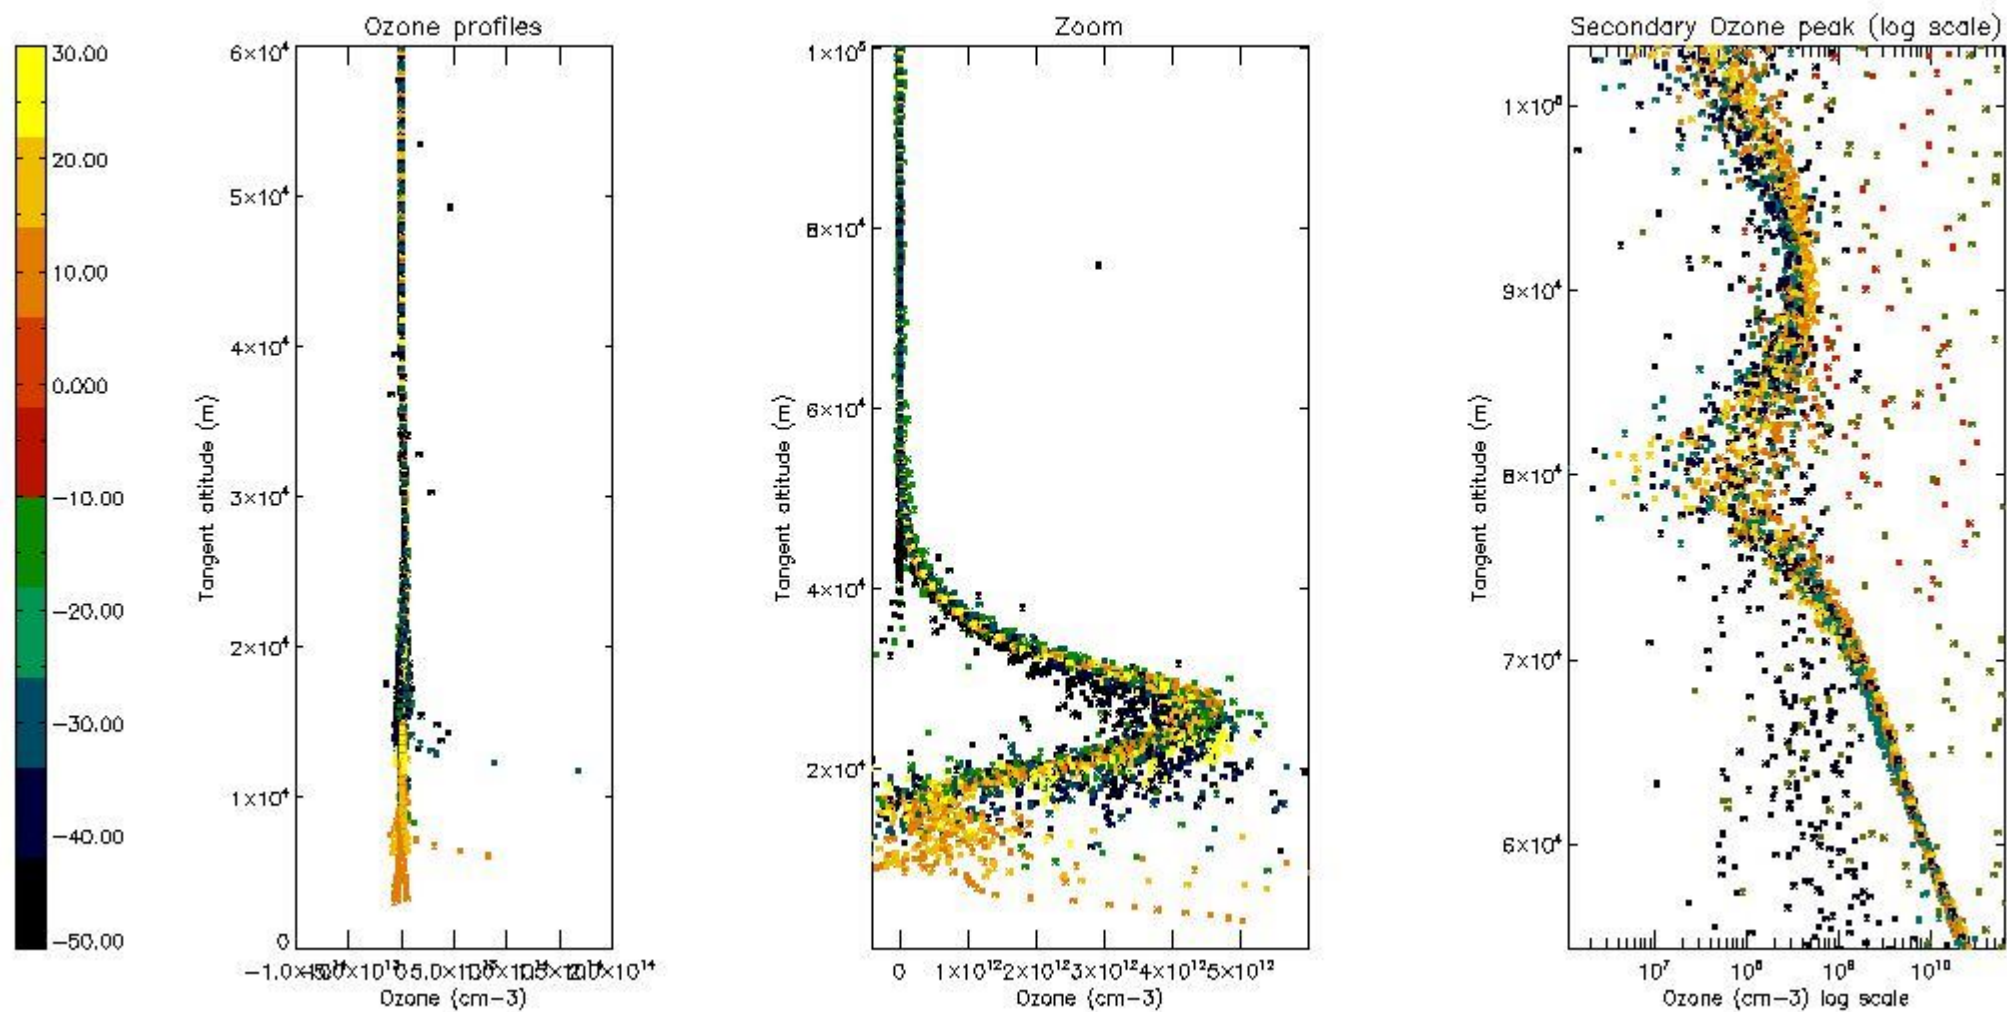 Ozone profiles
Zoom
Secondary Ozone peak (log scale)
30.00
20.00
10.00
0.000
−10.00
−20.00
−30.00
−40.00
−50.00
6×10⁴
5×10⁴
4×10⁴
3×10⁴
2×10⁴
1×10⁴
0
Tangent altitude (m)
Ozone (cm−3)
1×10⁵
8×10⁴
6×10⁴
4×10⁴
2×10⁴
Tangent altitude (m)
0 1×10¹² 2×10¹² 3×10¹² 4×10¹² 5×10¹²
Ozone (cm−3)
9×10⁴
8×10⁴
7×10⁴
6×10⁴
Tangent altitude (m)
10⁷ 10⁸ 10⁹ 10¹⁰
Ozone (cm−3) log scale